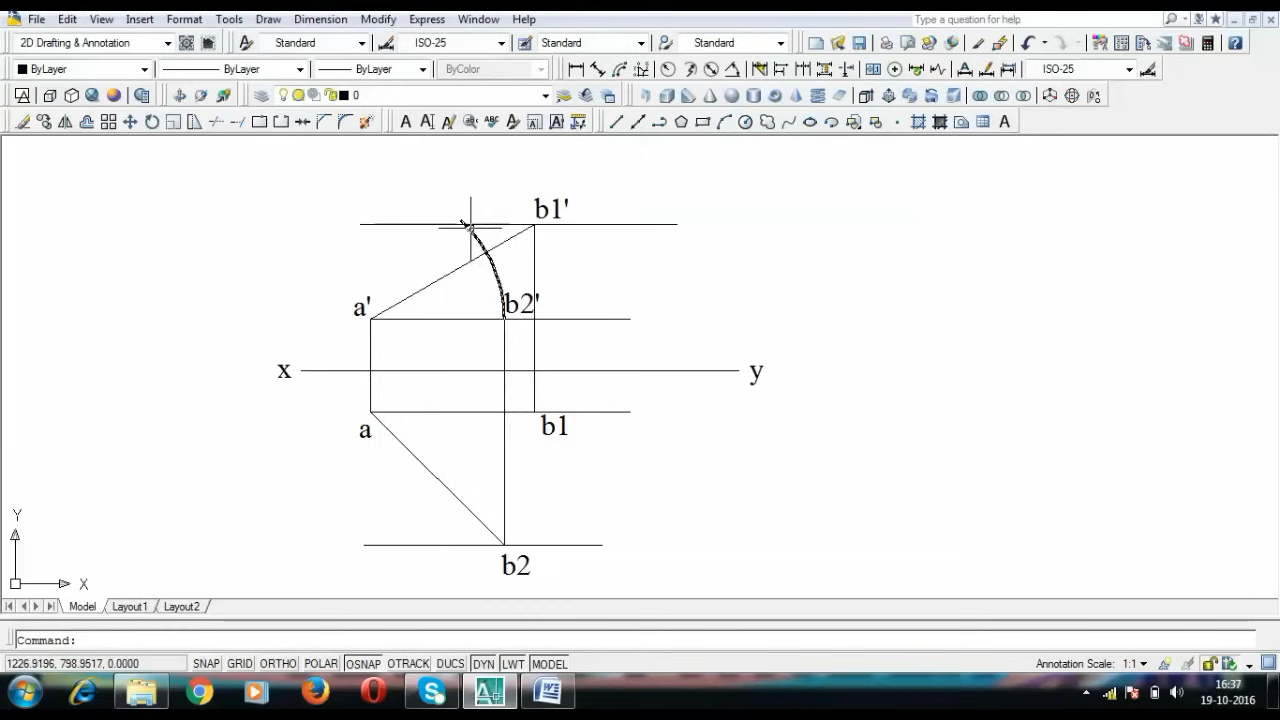 File Edit View Insert Format Tools Draw Dimension Modify Express Window Help Type a question for help
2D Drafting & Annotation Standard ISO-25 Standard Standard
ByLayer ByLayer ByLayer ByColor ISO-25
0
b1'
a' b2'
x y
a b1
b2
Y
X
Model Layout1 Layout2
Command:
1226.9196, 798.9517, 0.0000 SNAP GRID ORTHO POLAR OSNAP OTRACK DUCS DYN LWT MODEL Annotation Scale: 1:1
16:37
19-10-2016